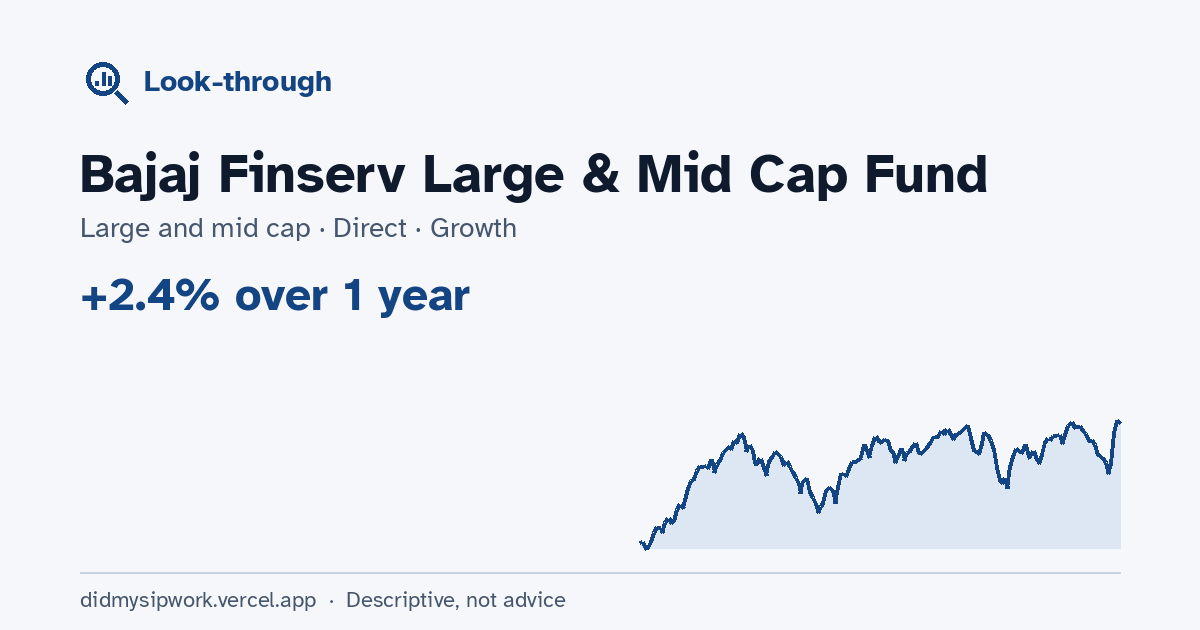 Look-through
Bajaj Finserv Large & Mid Cap Fund
Large and mid cap · Direct · Growth
+2.4% over 1 year
didmysipwork.vercel.app · Descriptive, not advice